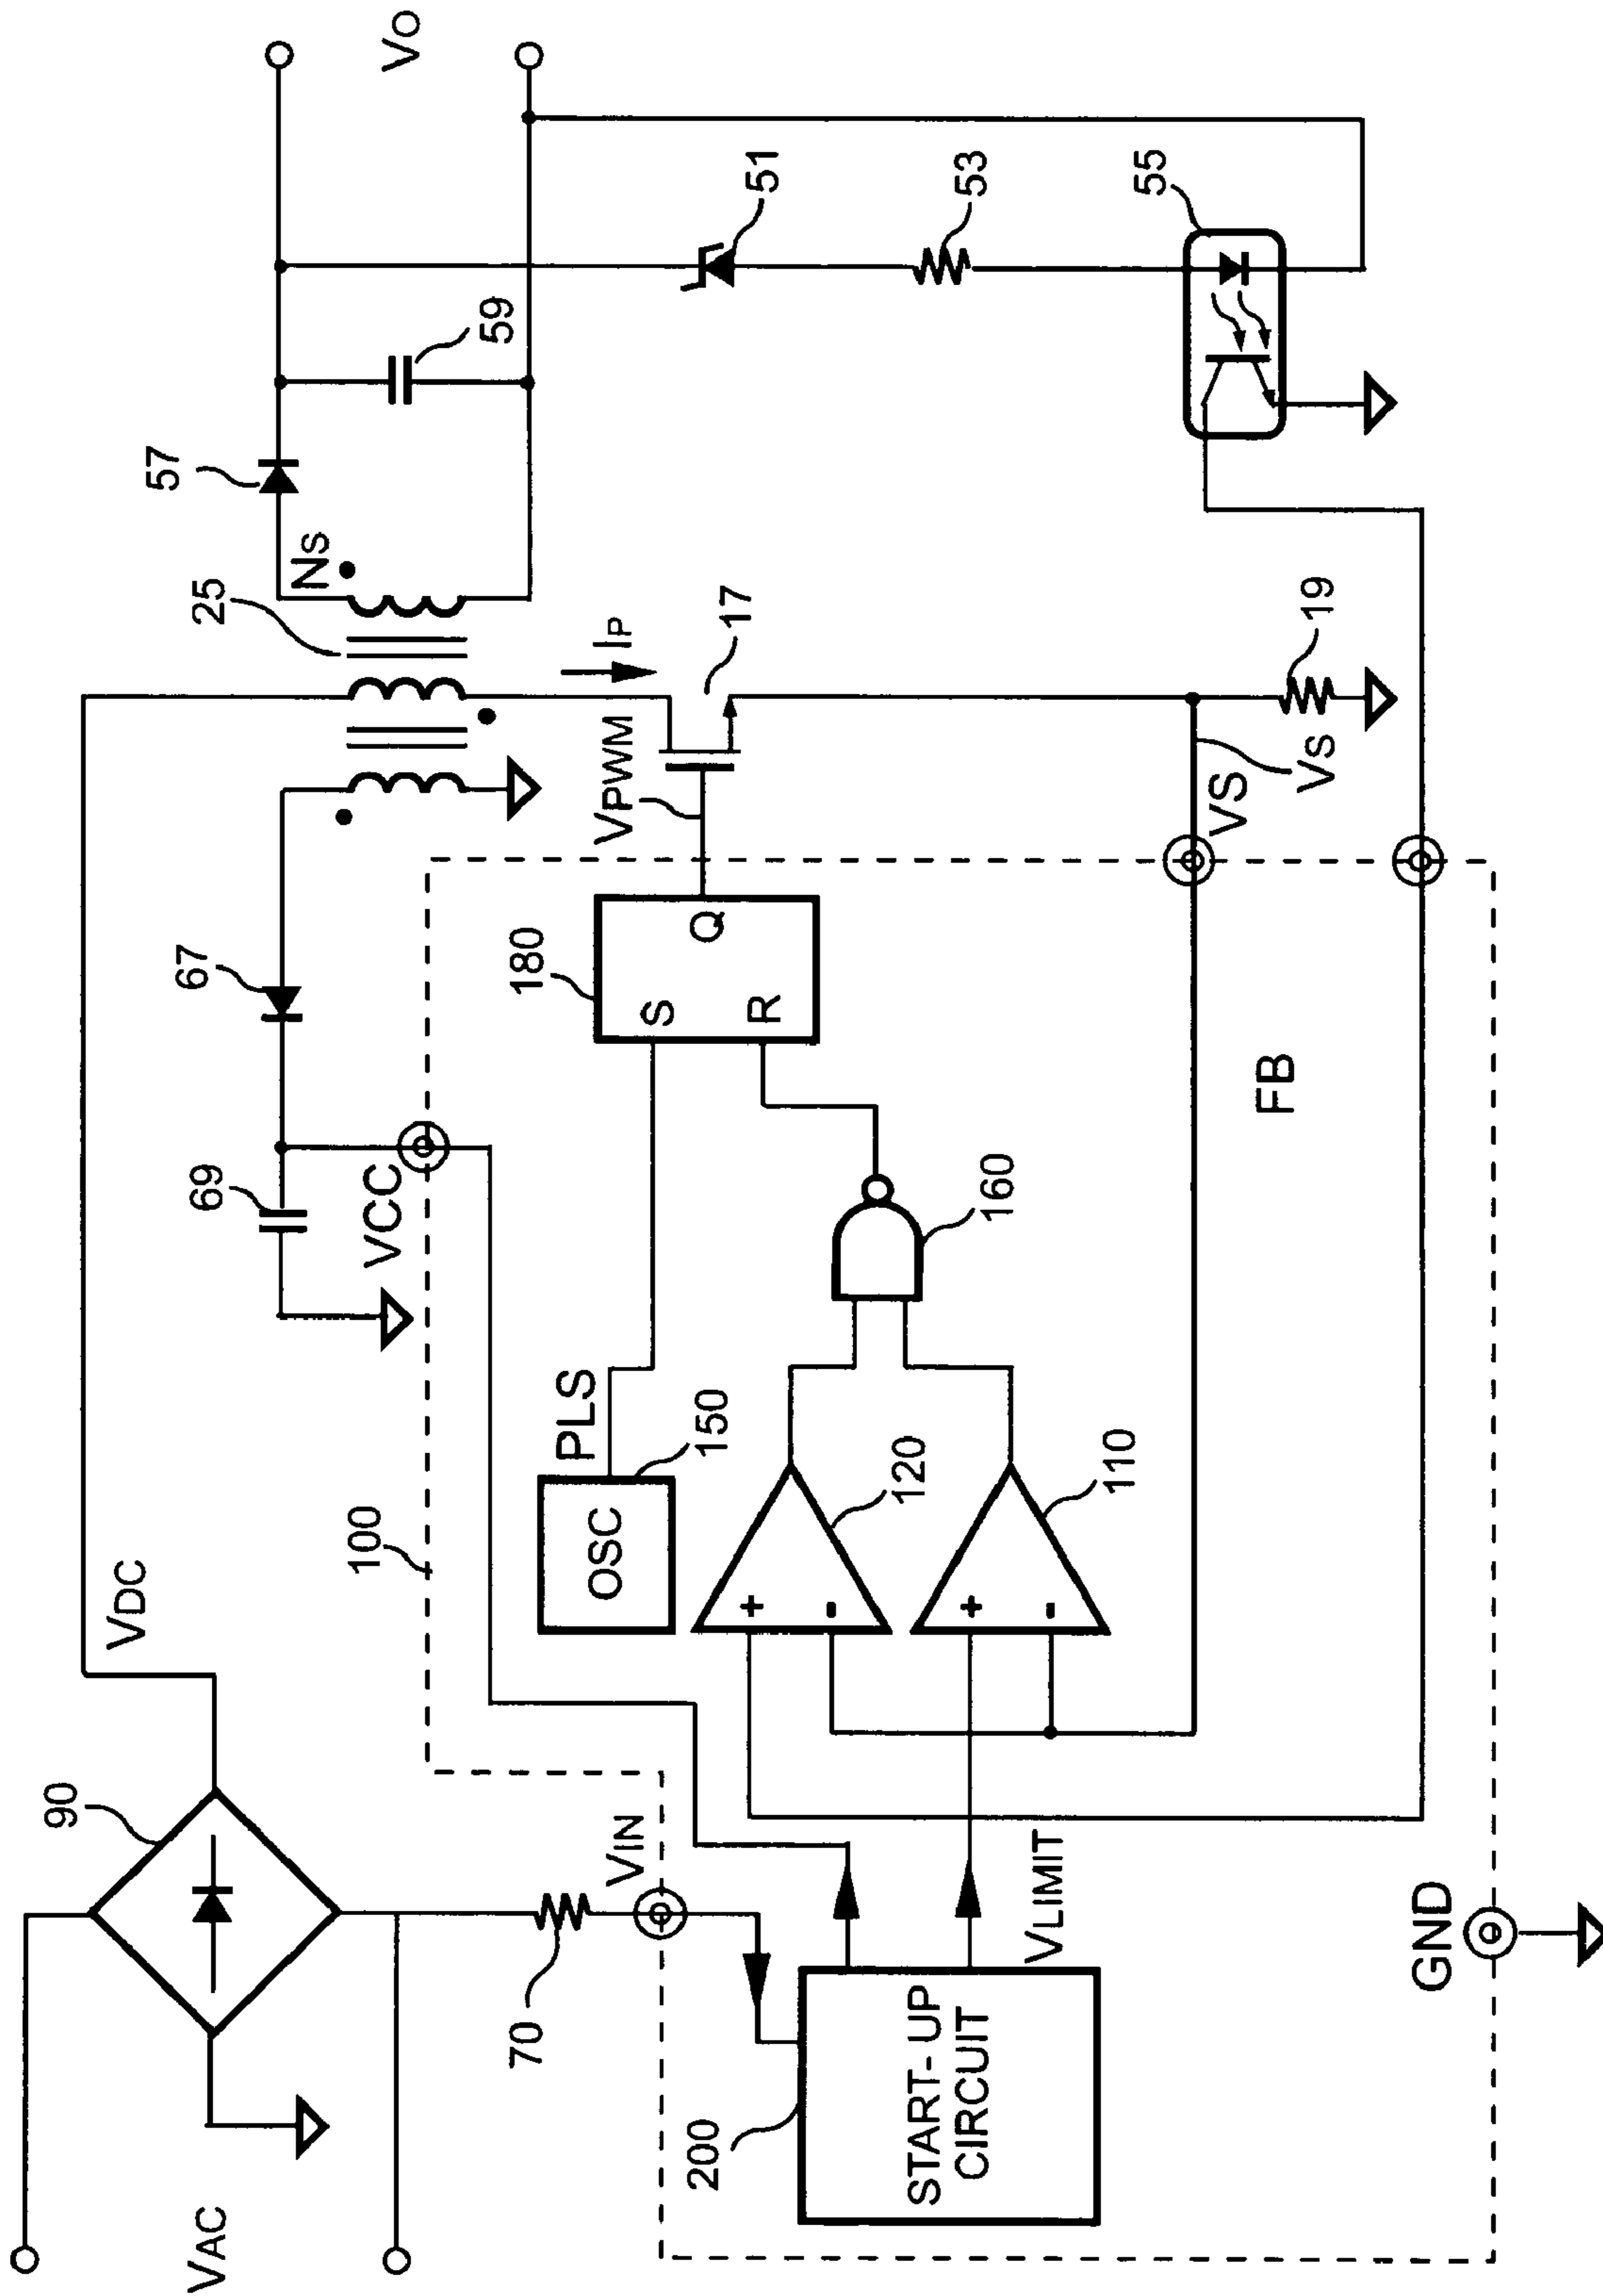 VAC
90
VDC
70
VIN
200
START-UP
CIRCUIT
VLIMIT
GND
100
OSC
150
PLS
+
-
120
+
-
110
160
69
VCC
67
180
S
R
Q
FB
VPWM
17
IP
25
NS
57
59
VO
51
53
55
19
VS
VS